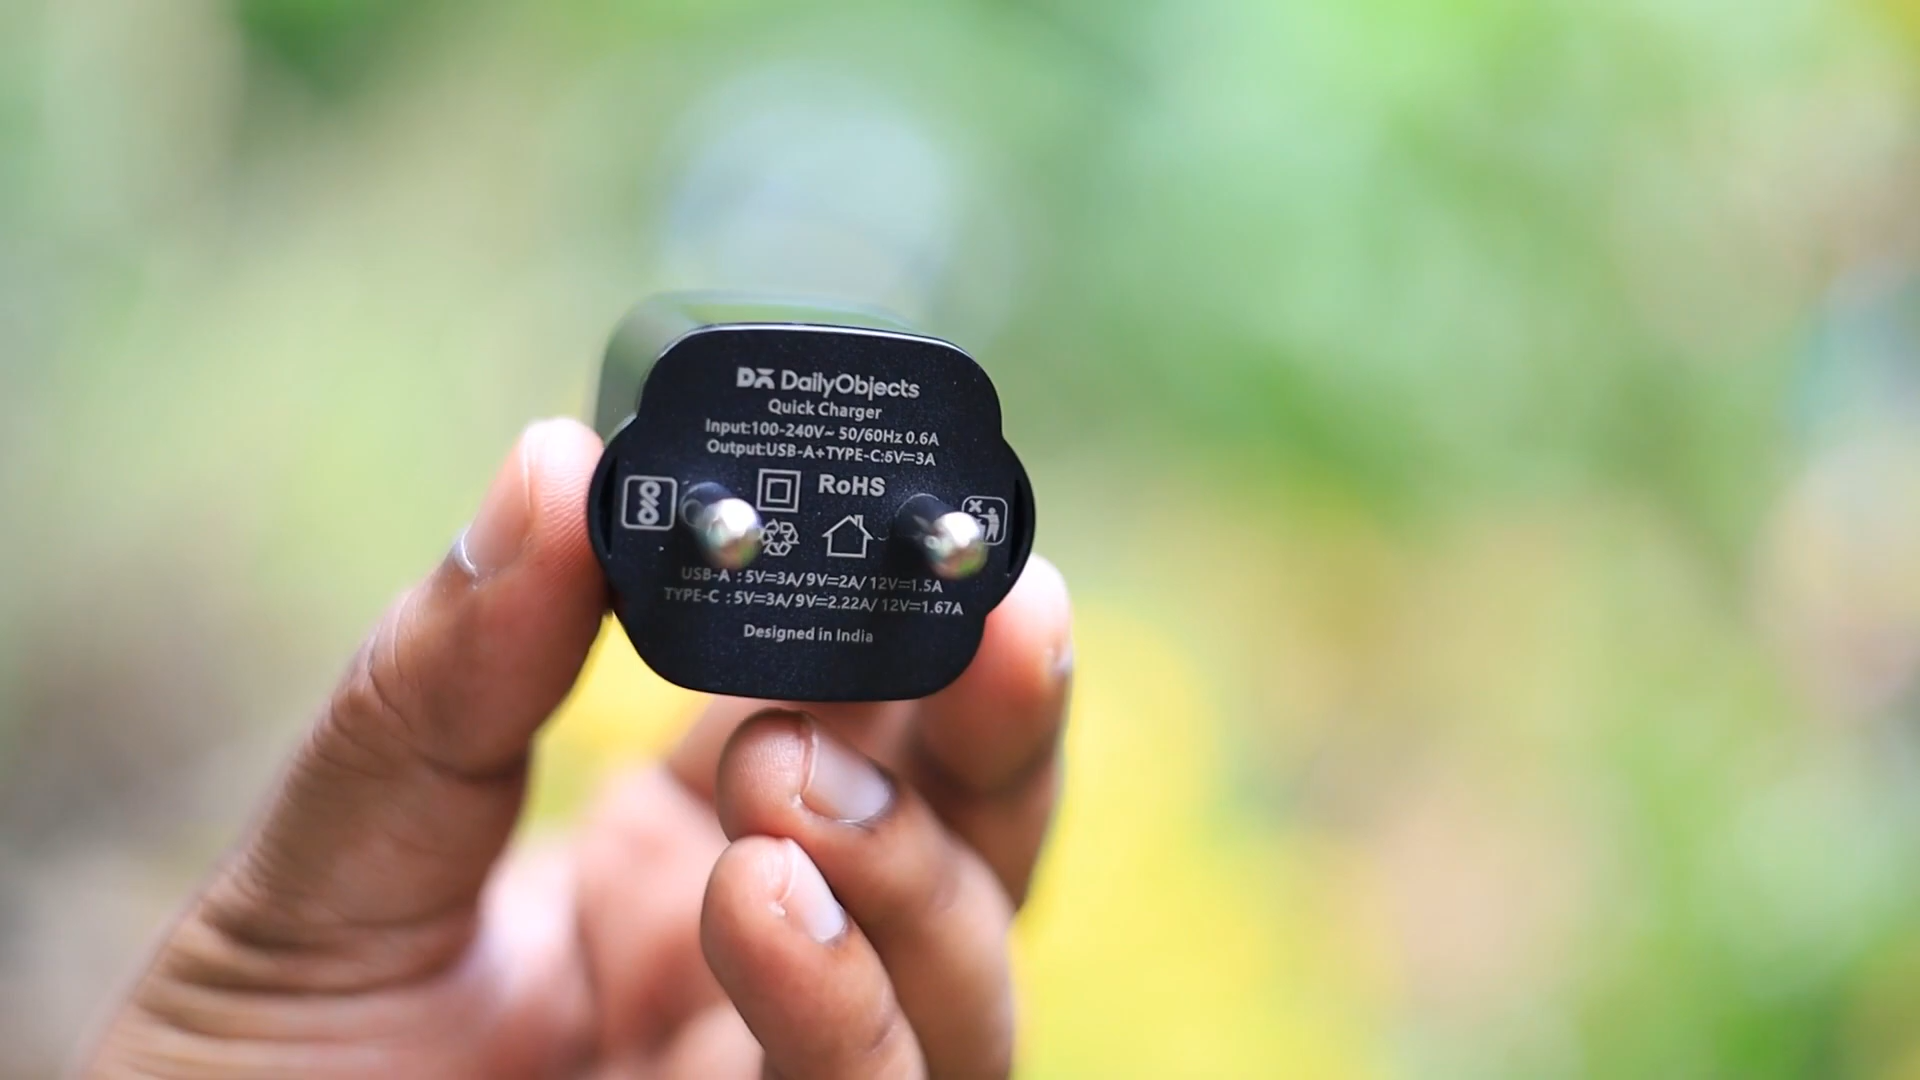 DX DailyObjects
Quick Charger
Input:100-240V~ 50/60Hz 0.6A
Output:USB-A+TYPE-C:5V=3A
RoHS
USB-A : 5V=3A/9V=2A/12V=1.5A
TYPE-C : 5V=3A/9V=2.22A/12V=1.67A
Designed in India